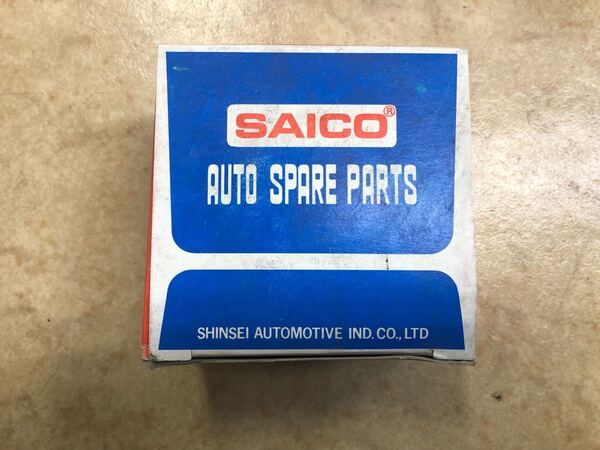 SAICO®
AUTO SPARE PARTS
SHINSEI AUTOMOTIVE IND. CO., LTD